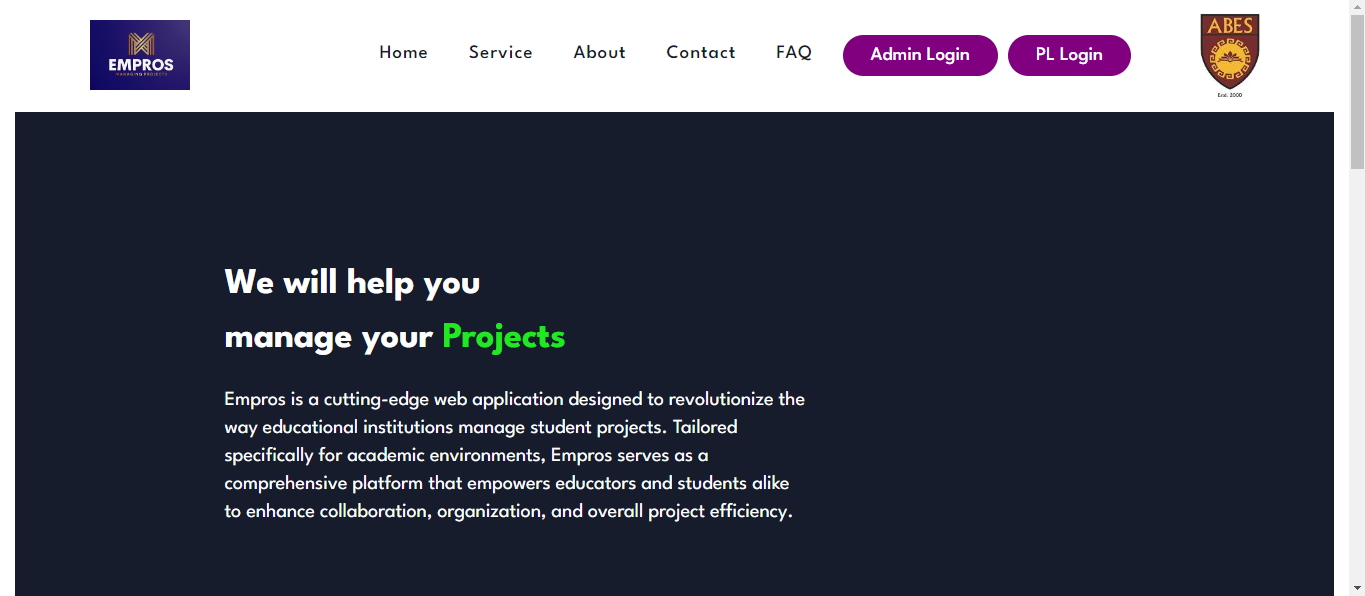 EMPROS
MANAGING PROJECTS
Home Service About Contact FAQ Admin Login PL Login
ABES
Estd. 2000
We will help you
manage your Projects
Empros is a cutting-edge web application designed to revolutionize the
way educational institutions manage student projects. Tailored
specifically for academic environments, Empros serves as a
comprehensive platform that empowers educators and students alike
to enhance collaboration, organization, and overall project efficiency.